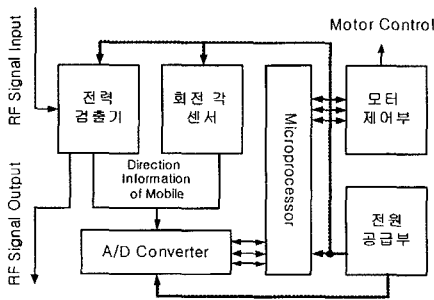 Motor Control
RF Signal Input
전력
검출기
회전 각
센서
Microprocessor
모터
제어부
Direction
Information
of Mobile
RF Signal Output
A/D Converter
전원
공급부